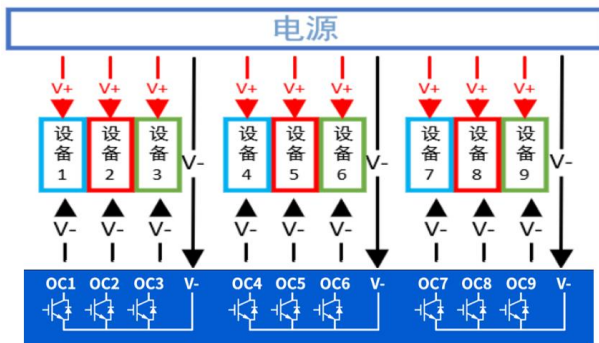 电源
V+ V+ V+ V+ V+ V+ V+ V+ V+
设备1 设备2 设备3 V- 设备4 设备5 设备6 V- 设备7 设备8 设备9 V-
V- V- V- V- V- V- V- V- V-
OC1 OC2 OC3 V- OC4 OC5 OC6 V- OC7 OC8 OC9 V-